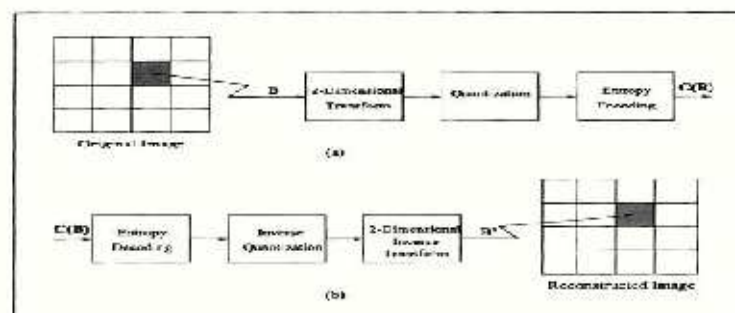 B
2-Dimensional
Transform
Quantization
Entropy
Encoding
C(B)
Original Image
(a)
C(B)
Entropy
Decoding
Inverse
Quantization
2-Dimensional
Inverse
Transform
Reconstructed Image
(b)